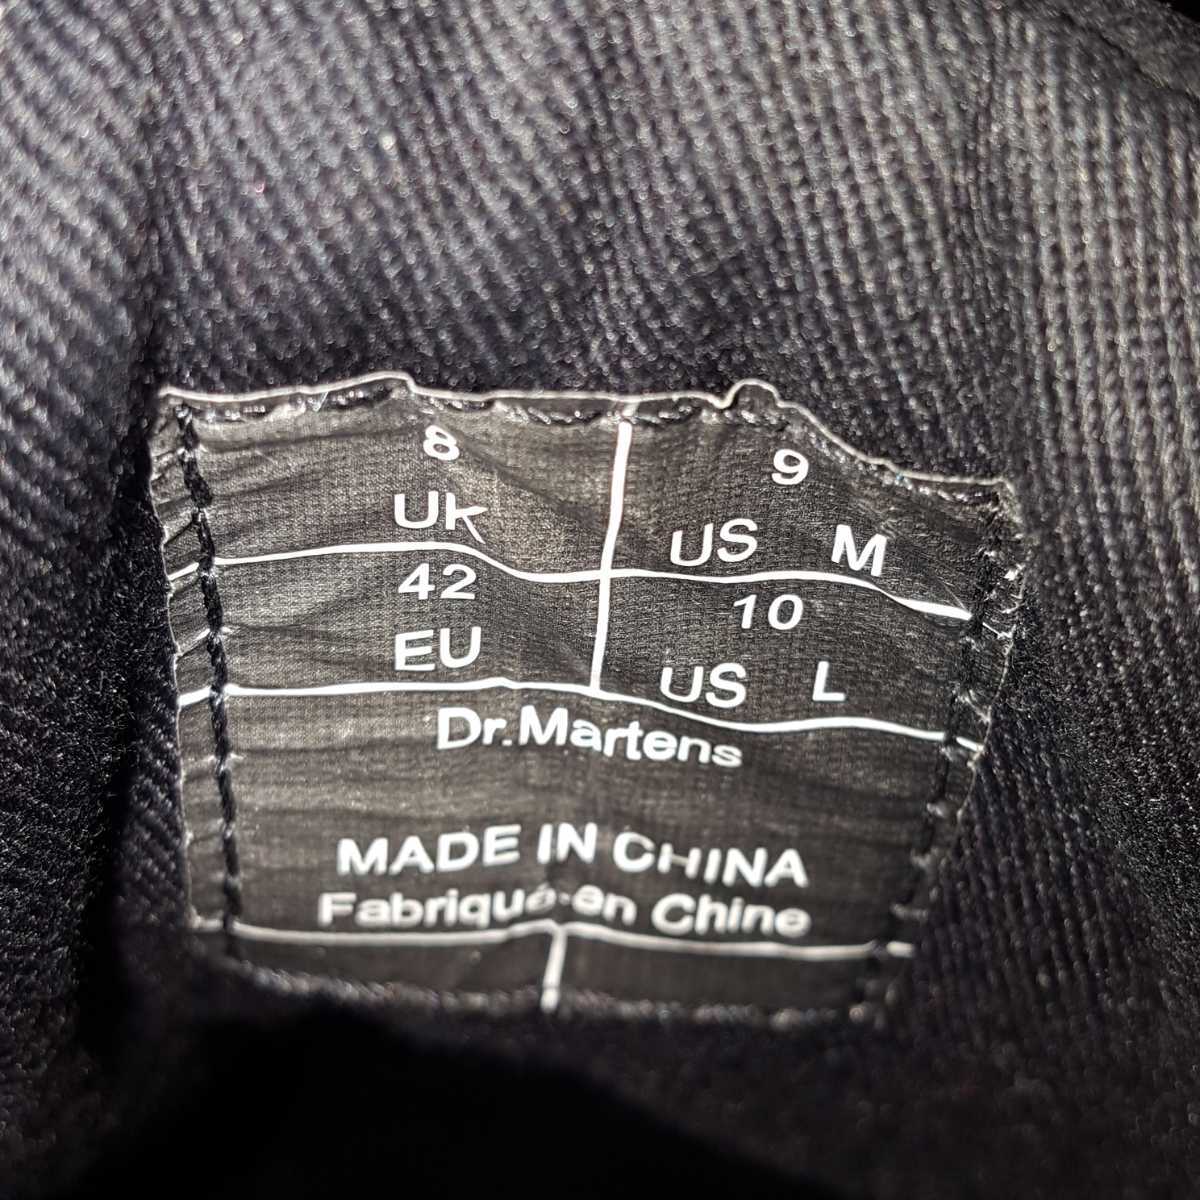 8
UK
9
US M
42
EU
10
US L
Dr.Martens
MADE IN CHINA
Fabriqué en Chine